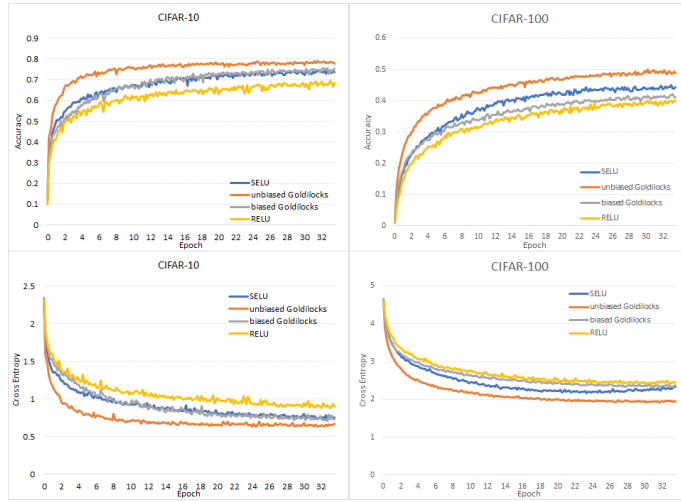 CIFAR-10
0.9
0.8
0.7
0.6
0.5
0.4
0.3
0.2
0.1
0
Accuracy
0 2 4 6 8 10 12 14 16 18 20 22 24 26 28 30 32
Epoch
SELU
unbiased Goldilocks
biased Goldilocks
RELU
CIFAR-100
0.6
0.5
0.4
0.3
0.2
0.1
0
Accuracy
0 2 4 6 8 10 12 14 16 18 20 22 24 26 28 30 32
Epoch
SELU
unbiased Goldilocks
biased Goldilocks
RELU
CIFAR-10
2.5
2
1.5
1
0.5
0
Cross Entropy
0 2 4 6 8 10 12 14 16 18 20 22 24 26 28 30 32
Epoch
SELU
unbiased Goldilocks
biased Goldilocks
RELU
CIFAR-100
5
4
3
2
1
0
Cross Entropy
0 2 4 6 8 10 12 14 16 18 20 22 24 26 28 30 32
Epoch
SELU
unbiased Goldilocks
biased Goldilocks
RELU